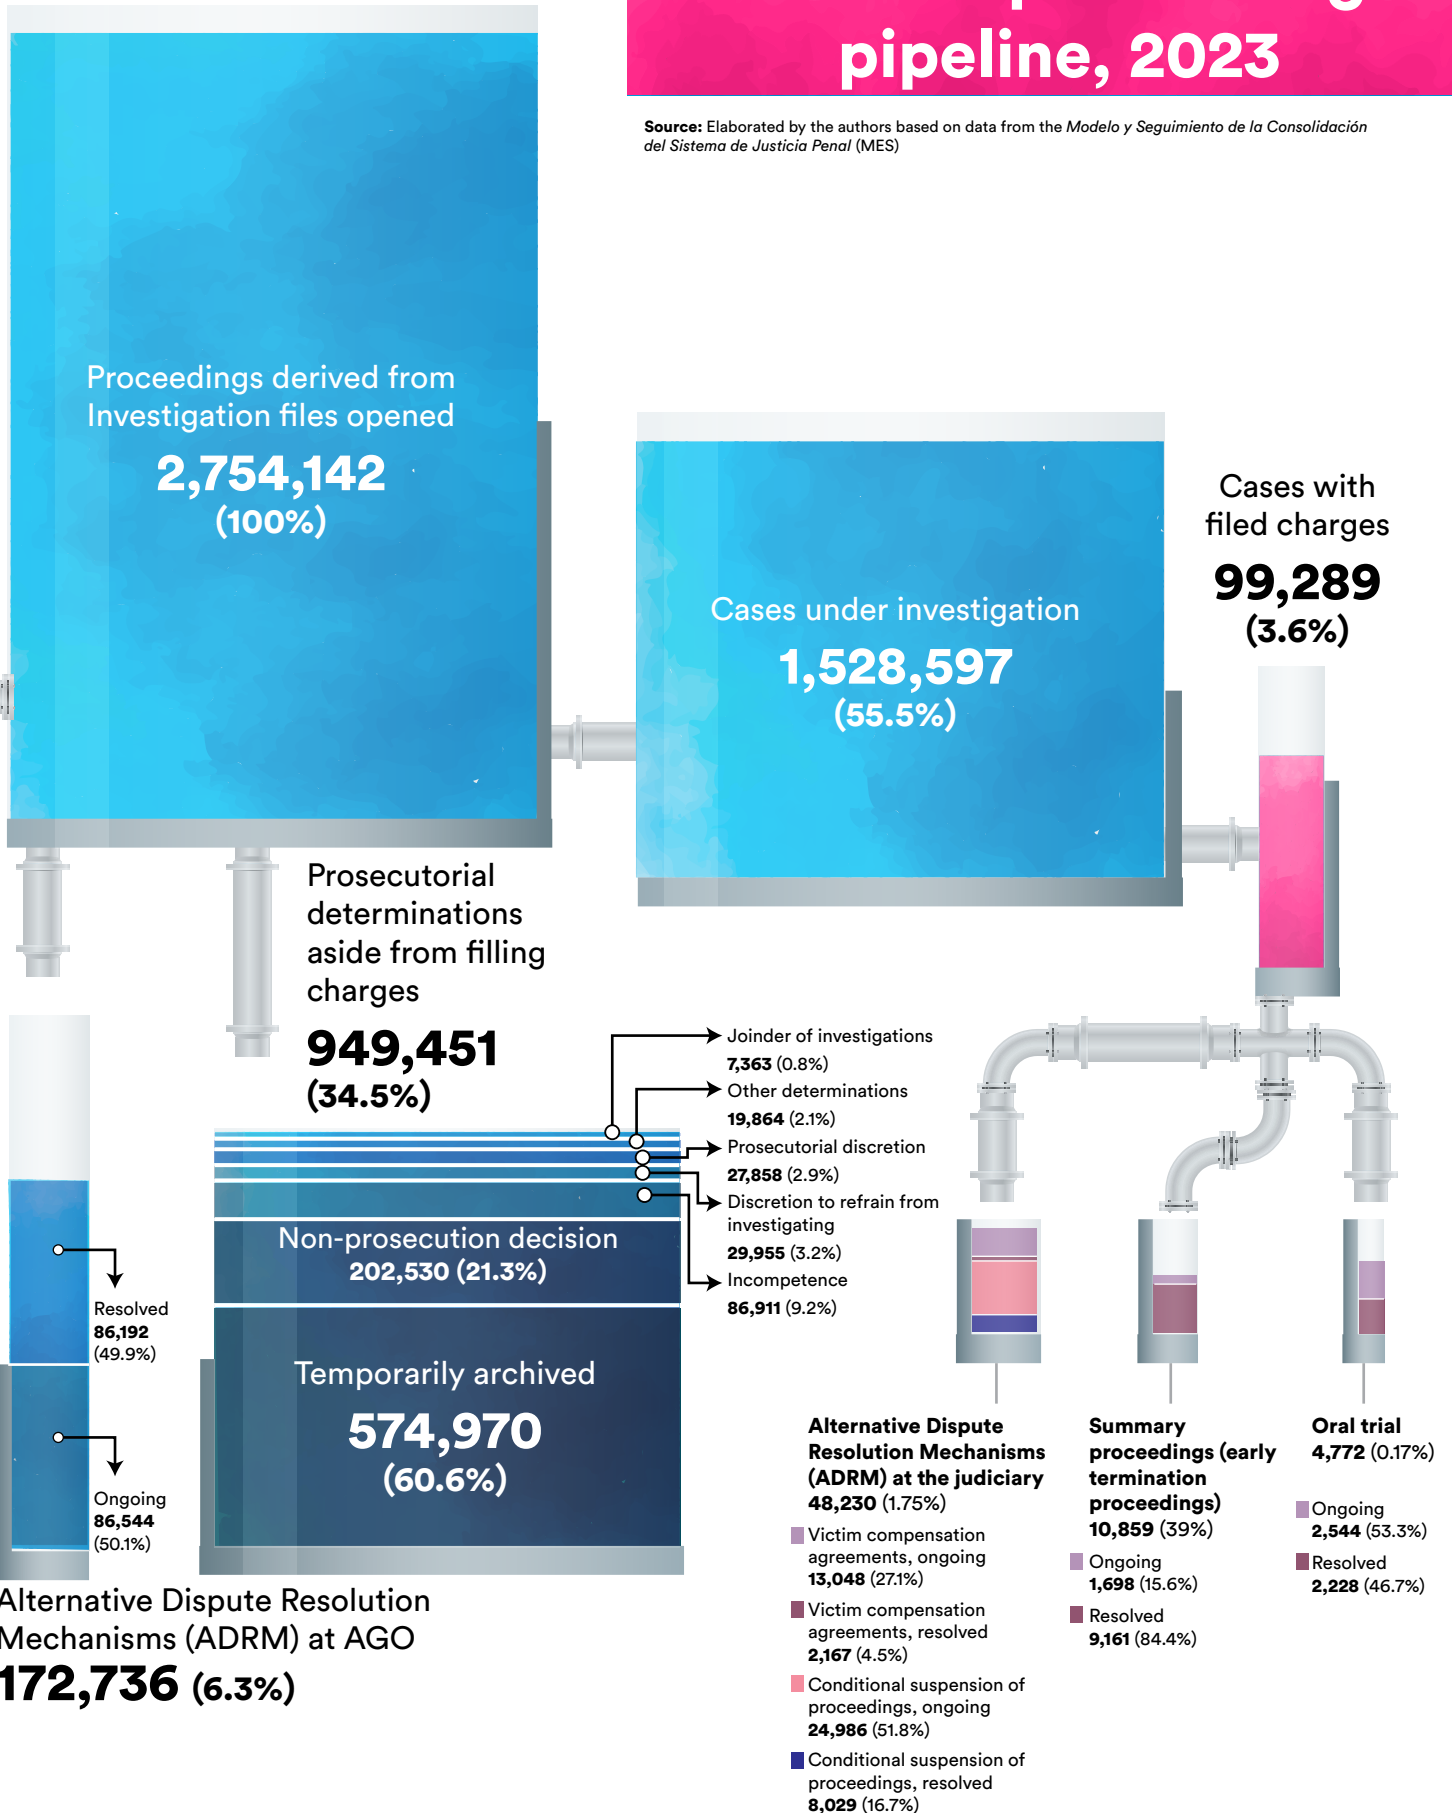 pipeline, 2023
Source: Elaborated by the authors based on data from the Modelo y Seguimiento de la Consolidación
del Sistema de Justicia Penal (MES)
Proceedings derived from
Investigation files opened
2,754,142
(100%)
Cases under investigation
1,528,597
(55.5%)
Cases with
filed charges
99,289
(3.6%)
Prosecutorial
determinations
aside from filling
charges
949,451
(34.5%)
Joinder of investigations
7,363 (0.8%)
Other determinations
19,864 (2.1%)
Prosecutorial discretion
27,858 (2.9%)
Discretion to refrain from
investigating
29,955 (3.2%)
Incompetence
86,911 (9.2%)
Non-prosecution decision
202,530 (21.3%)
Temporarily archived
574,970
(60.6%)
Resolved
86,192
(49.9%)
Ongoing
86,544
(50.1%)
Alternative Dispute Resolution
Mechanisms (ADRM) at AGO
172,736 (6.3%)
Alternative Dispute
Resolution Mechanisms
(ADRM) at the judiciary
48,230 (1.75%)
Victim compensation
agreements, ongoing
13,048 (27.1%)
Victim compensation
agreements, resolved
2,167 (4.5%)
Conditional suspension of
proceedings, ongoing
24,986 (51.8%)
Conditional suspension of
proceedings, resolved
8,029 (16.7%)
Summary
proceedings (early
termination
proceedings)
10,859 (39%)
Ongoing
1,698 (15.6%)
Resolved
9,161 (84.4%)
Oral trial
4,772 (0.17%)
Ongoing
2,544 (53.3%)
Resolved
2,228 (46.7%)